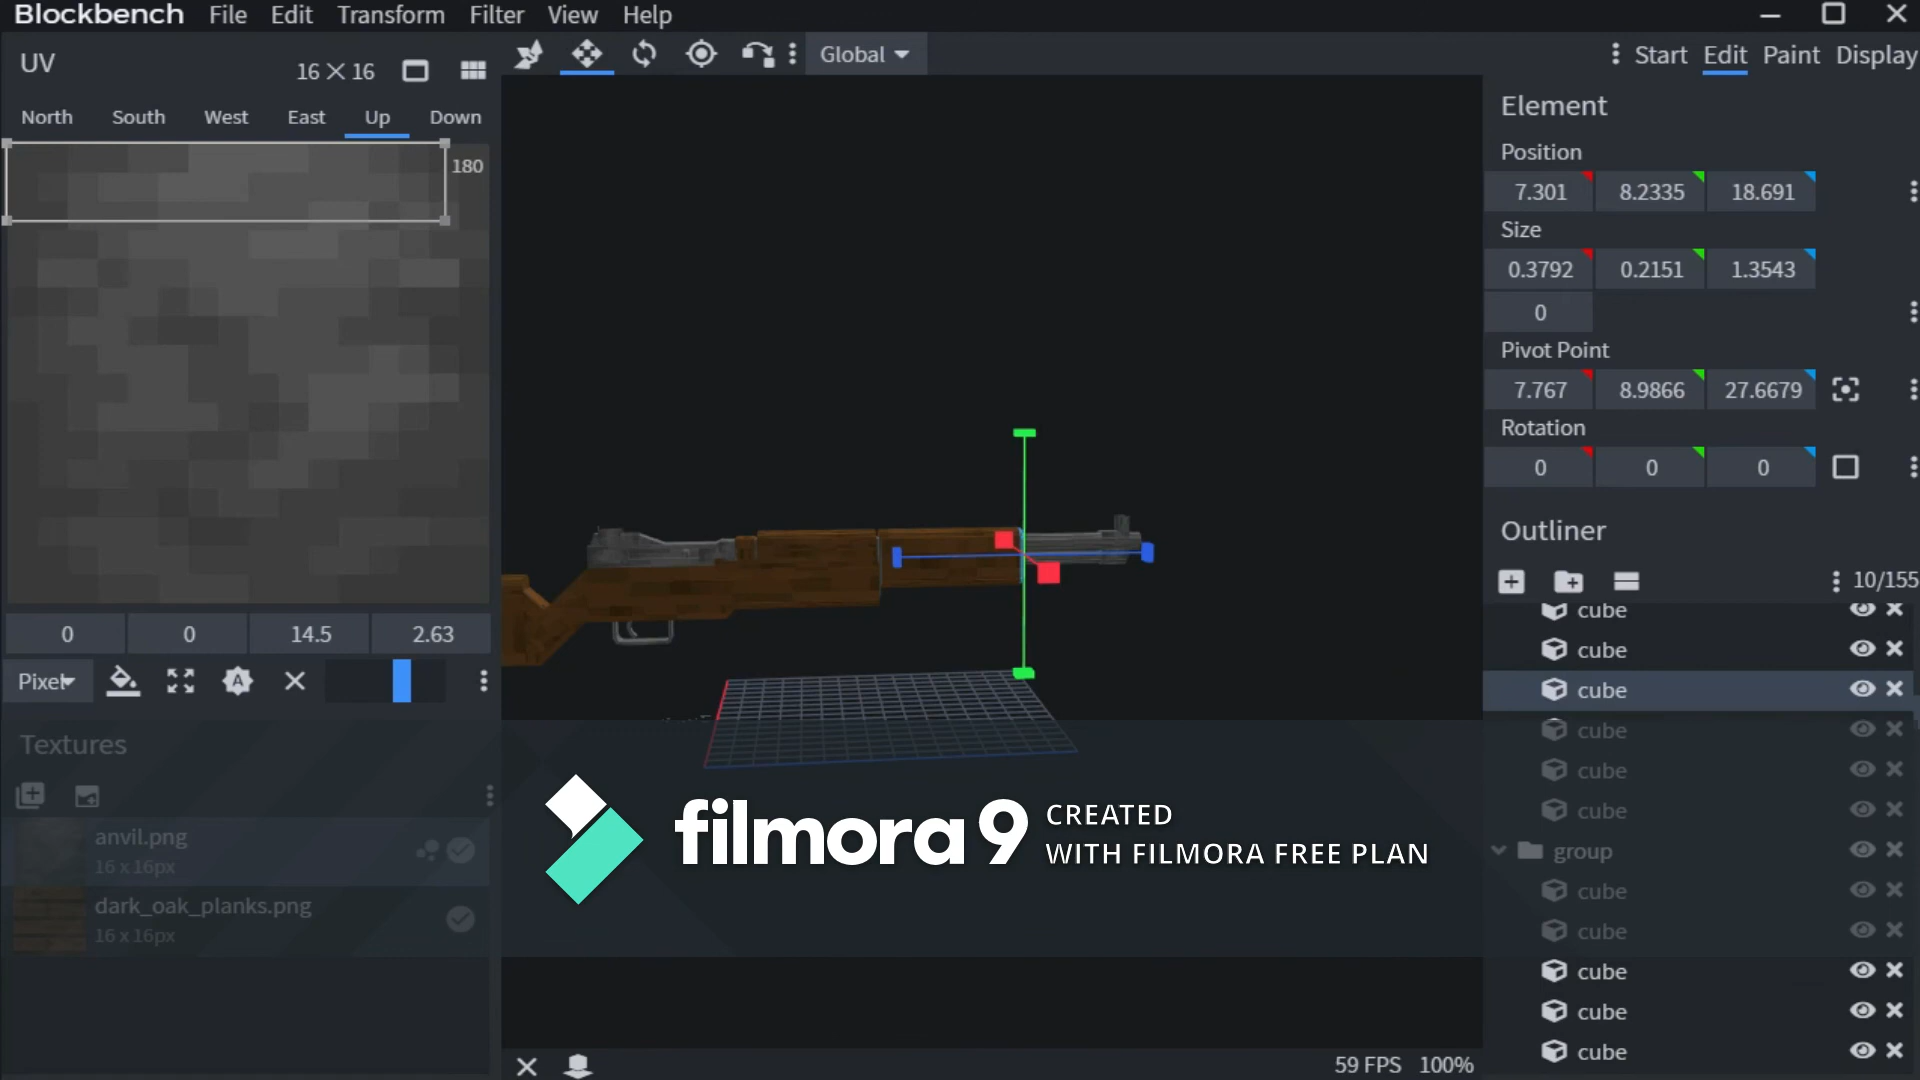 Blockbench File Edit Transform Filter View Help
UV
16×16
Global
Start Edit Paint Display
North South West East Up Down
180
0 0 14.5 2.63
Pixel
Textures
anvil.png
16 x 16px
dark_oak_planks.png
16 x 16px
filmora9 CREATED
WITH FILMORA FREE PLAN
59 FPS 100%
Element
Position
7.301 8.2335 18.691
Size
0.3792 0.2151 1.3543
0
Pivot Point
7.767 8.9866 27.6679
Rotation
0 0 0
Outliner
10/155
cube
cube
cube
cube
cube
cube
group
cube
cube
cube
cube
cube